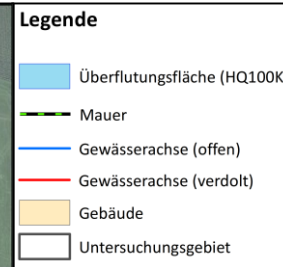 Legende
Überflutungsfläche (HQ100K
Mauer
Gewässerachse (offen)
Gewässerachse (verdolt)
Gebäude
Untersuchungsgebiet